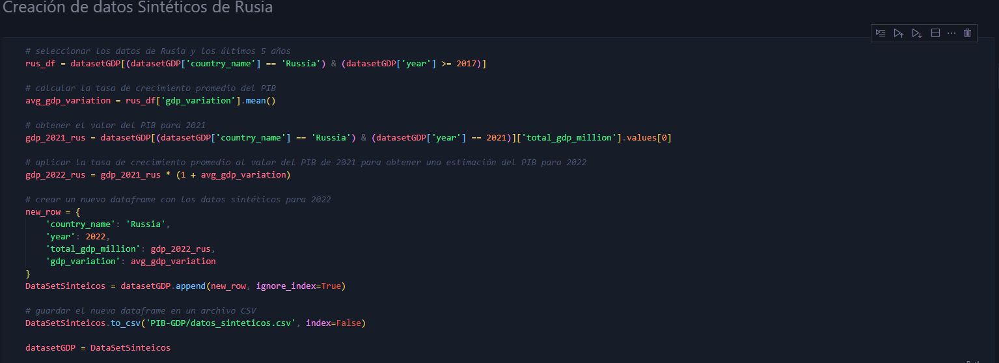 Creación de datos Sintéticos de Rusia
# seleccionar los datos de Rusia y los últimos 5 años
rus_df = datasetGDP[(datasetGDP['country_name'] == 'Russia') & (datasetGDP['year'] >= 2017)]
# calcular la tasa de crecimiento promedio del PIB
avg_gdp_variation = rus_df['gdp_variation'].mean()
# obtener el valor del PIB para 2021
gdp_2021_rus = datasetGDP[(datasetGDP['country_name'] == 'Russia') & (datasetGDP['year'] == 2021)]['total_gdp_million'].values[0]
# aplicar la tasa de crecimiento promedio al valor del PIB de 2021 para obtener una estimación del PIB para 2022
gdp_2022_rus = gdp_2021_rus * (1 + avg_gdp_variation)
# crear un nuevo dataframe con los datos sintéticos para 2022
new_row = {
    'country_name': 'Russia',
    'year': 2022,
    'total_gdp_million': gdp_2022_rus,
    'gdp_variation': avg_gdp_variation
}
DataSetSinteicos = datasetGDP.append(new_row, ignore_index=True)
# guardar el nuevo dataframe en un archivo CSV
DataSetSinteicos.to_csv('PIB-GDP/datos_sinteticos.csv', index=False)
datasetGDP = DataSetSinteicos